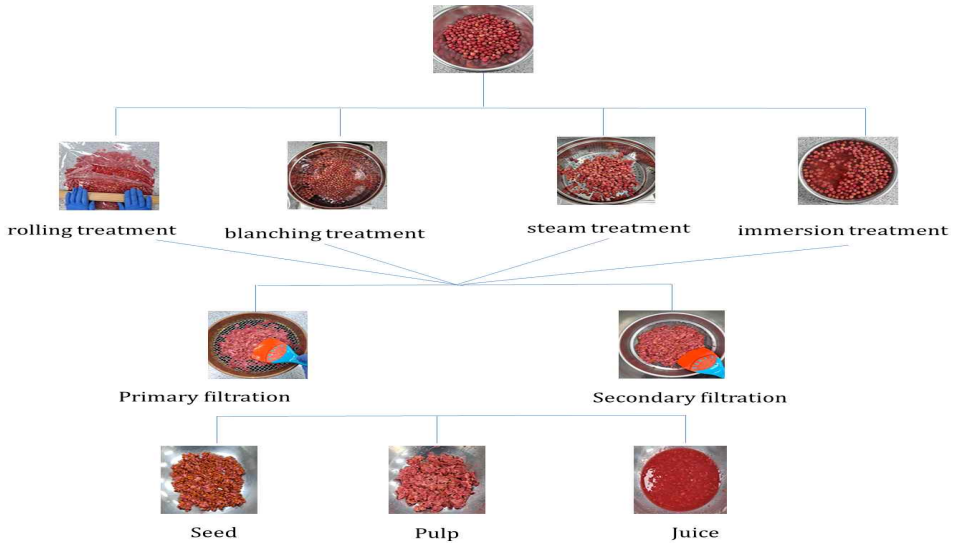 rolling treatment
blanching treatment
steam treatment
immersion treatment
Primary filtration
Secondary filtration
Seed
Pulp
Juice